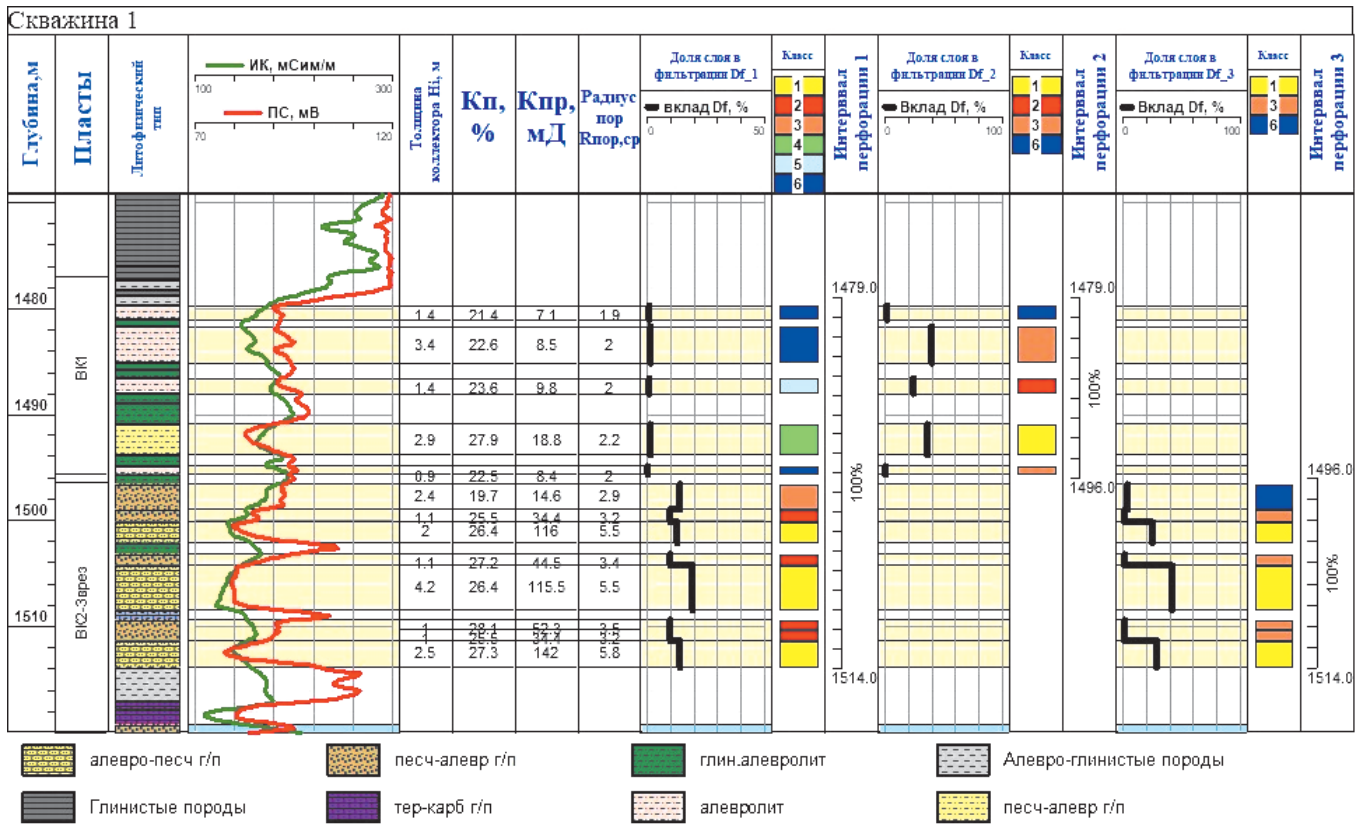 Скважина 1
Глубина,м
Пласты
Литофизический
тип
ИК, мСим/м
100 300
ПС, мВ
70 120
Толщина
коллектора Hi, м
Кп,
%
Кпр,
мД
Радиус
пор
Rпор,ср
Доля слоя в
фильтрации Df_1
вклад Df, %
0 50
Класс
1
2
3
4
5
6
Интеррвал
перфорации 1
Доля слоя в
фильтрации Df_2
Вклад Df, %
0 100
Класс
1
2
3
6
Интеррвал
перфорации 2
Доля слоя в
фильтрации Df_3
Вклад Df, %
0 100
Класс
1
3
6
Интеррвал
перфорации 3
1480
1490
1500
1510
ВК1
ВК2-3врез
1.4 21.4 7.1 1.9
3.4 22.6 8.5 2
1.4 23.6 9.8 2
2.9 27.9 18.8 2.2
0.9 22.5 8.4 2
2.4 19.7 14.6 2.9
1.1 25.5 34.4 3.2
2 26.4 116 5.5
1.1 27.2 44.5 3.4
4.2 26.4 115.5 5.5
1 28.1 52.3 3.5
1 25.5 34.4 3.2
2.5 27.3 142 5.8
1479.0
100%
1514.0
1479.0
100%
1496.0
1496.0
100%
1514.0
алевро-песч г/п
песч-алевр г/п
глин.алевролит
Алевро-глинистые породы
Глинистые породы
тер-карб г/п
алевролит
песч-алевр г/п